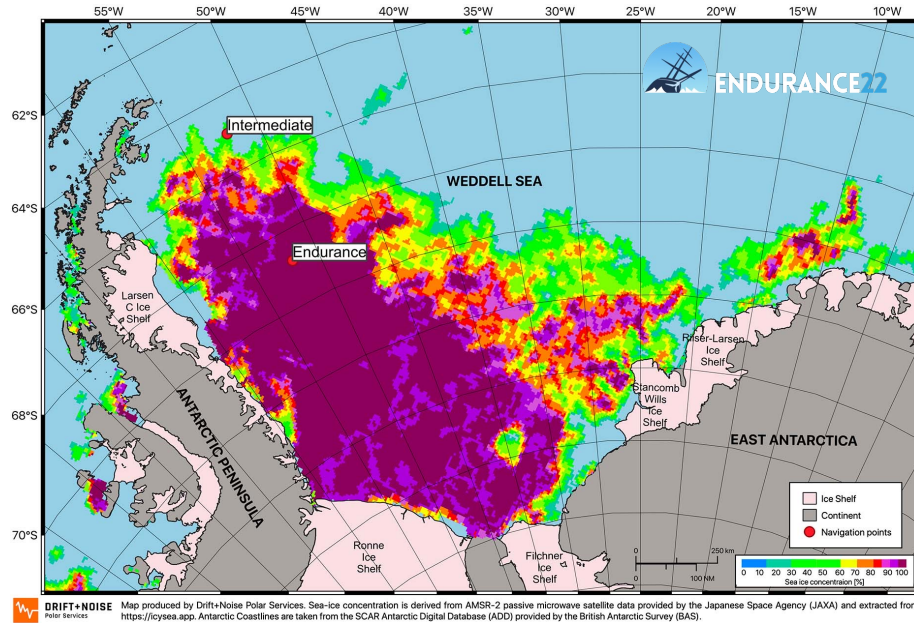 55°W
50°W
45°W
40°W
35°W
30°W
25°W
20°W
15°W
10°W
ENDURANCE22
62°S
64°S
66°S
68°S
70°S
Intermediate
WEDDELL SEA
Endurance
Larsen
C Ice
Shelf
Riiser-Larsen
Ice
Shelf
Stancomb
Wills
Ice
Shelf
ANTARCTIC PENINSULA
EAST ANTARCTICA
Ronne
Ice
Shelf
Filchner
Ice
Shelf
Ice Shelf
Continent
Navigation points
0 250 km
0 100 NM
0 10 20 30 40 50 60 70 80 90 100
Sea ice concentraion [%]
DRIFT+NOISE
Polar Services
Map produced by Drift+Noise Polar Services. Sea-ice concentration is derived from AMSR-2 passive microwave satellite data provided by the Japanese Space Agency (JAXA) and extracted from
https://icysea.app. Antarctic Coastlines are taken from the SCAR Antarctic Digital Database (ADD) provided by the British Antarctic Survey (BAS).